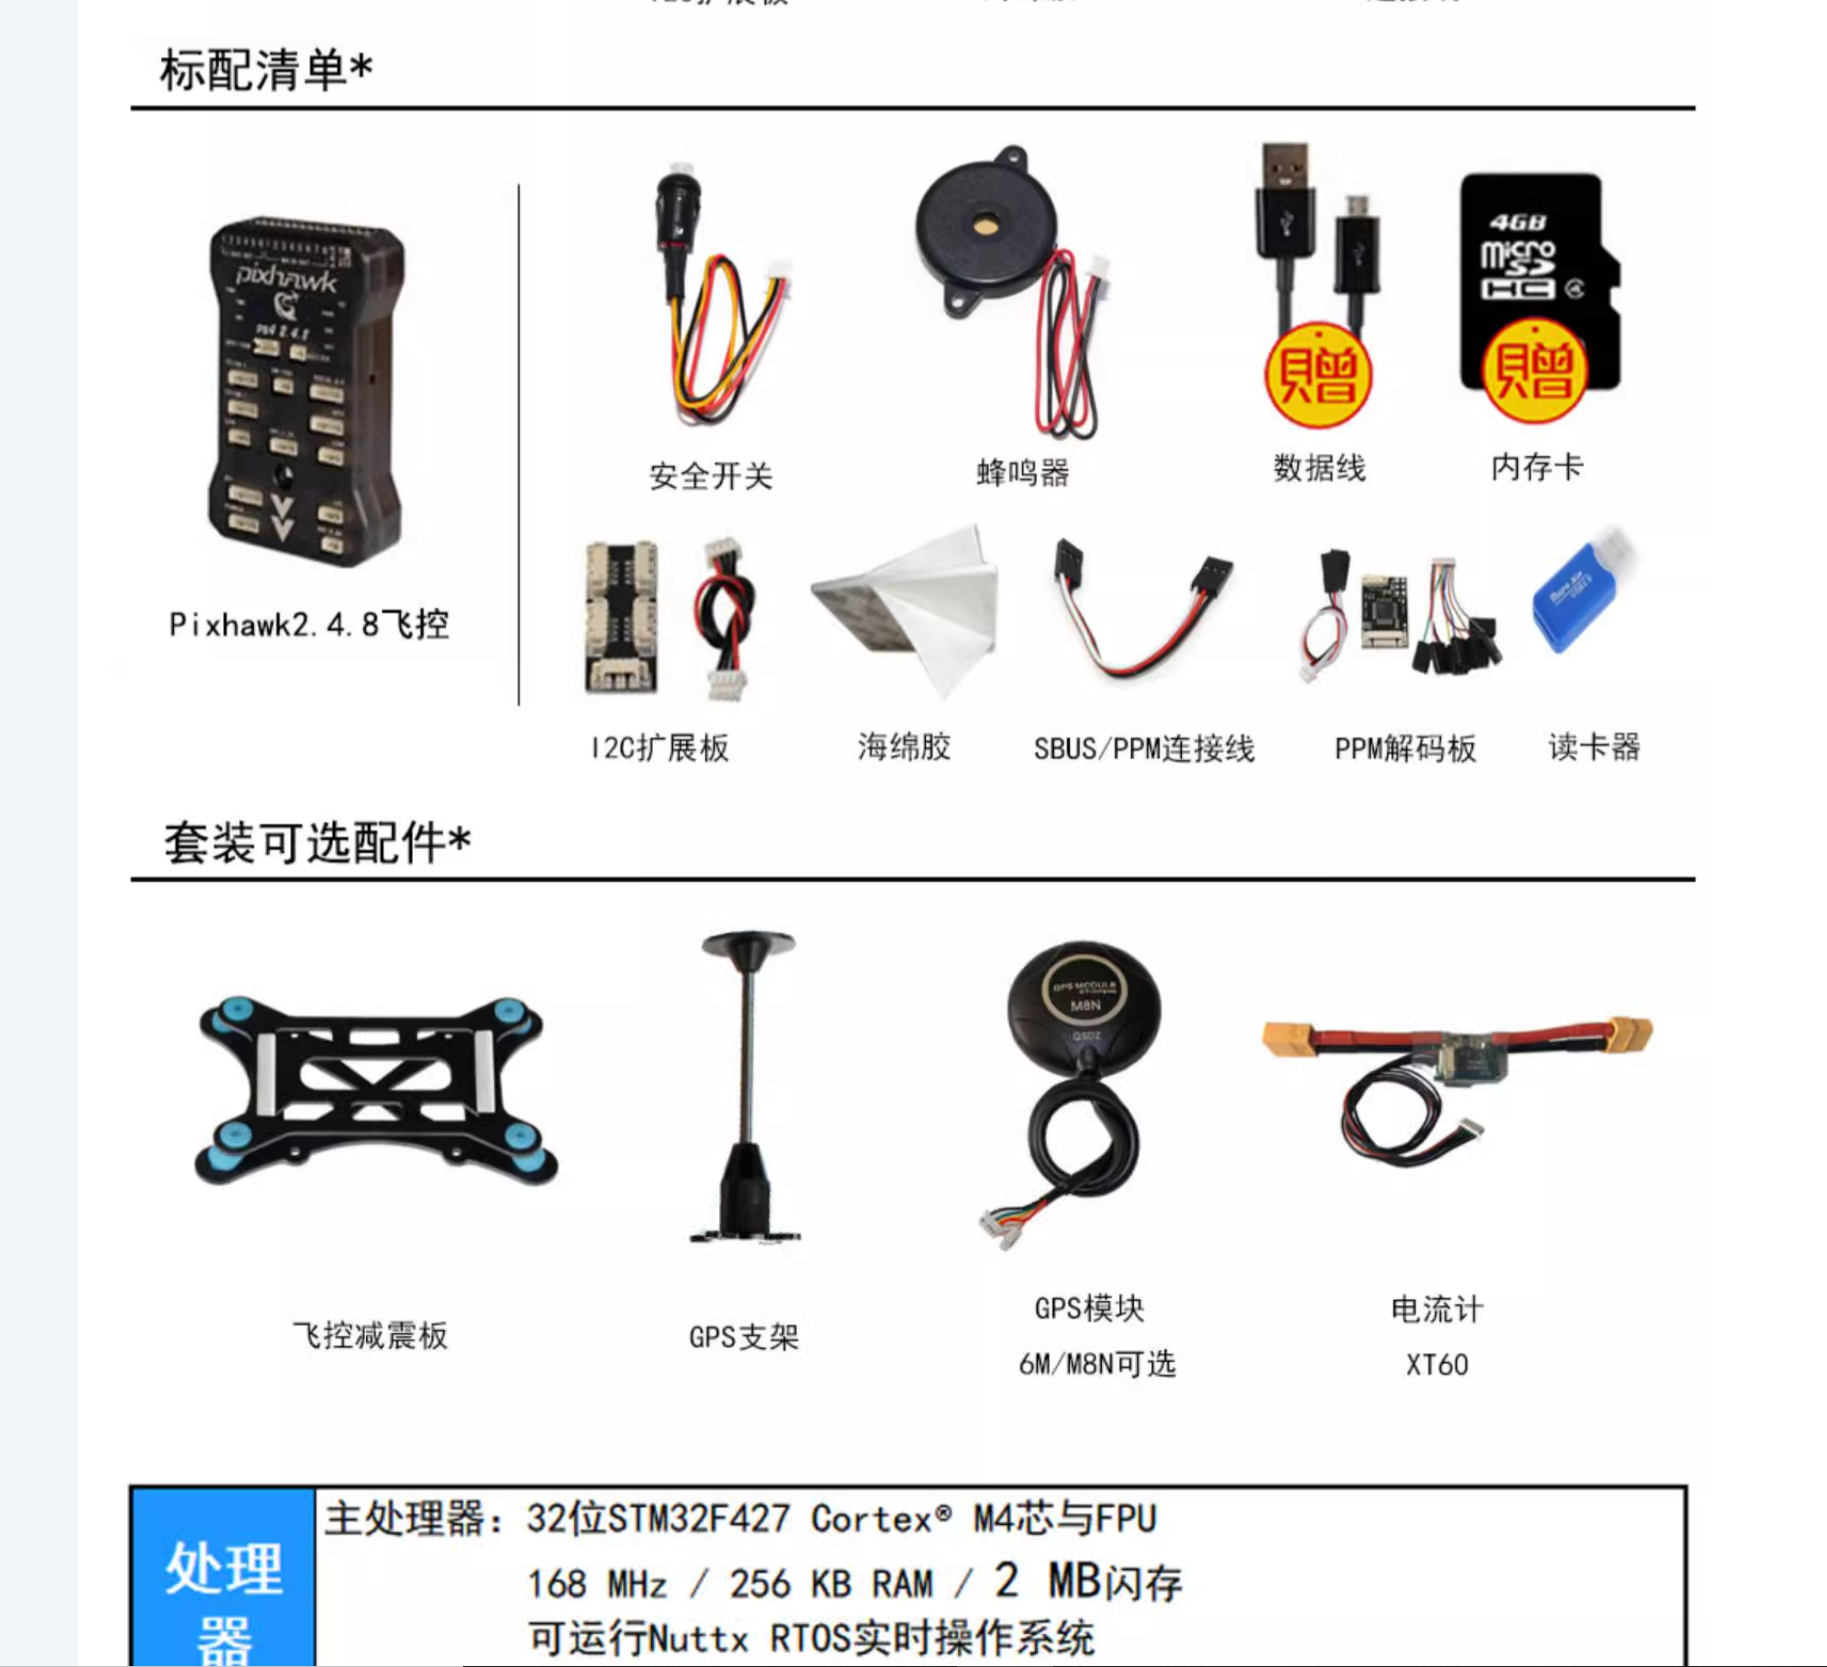 标配清单*
pixhawk
PX4 2.4.8
4GB
micro
SD
HC
贈
贈
安全开关
蜂鸣器
数据线
内存卡
Pixhawk2.4.8飞控
I2C扩展板
海绵胶
SBUS/PPM连接线
PPM解码板
读卡器
套装可选配件*
GPS MODULE
M8N
飞控减震板
GPS支架
GPS模块
6M/M8N可选
电流计
XT60
处理
器
主处理器：32位STM32F427 Cortex® M4芯与FPU
168 MHz / 256 KB RAM / 2 MB闪存
可运行Nuttx RTOS实时操作系统